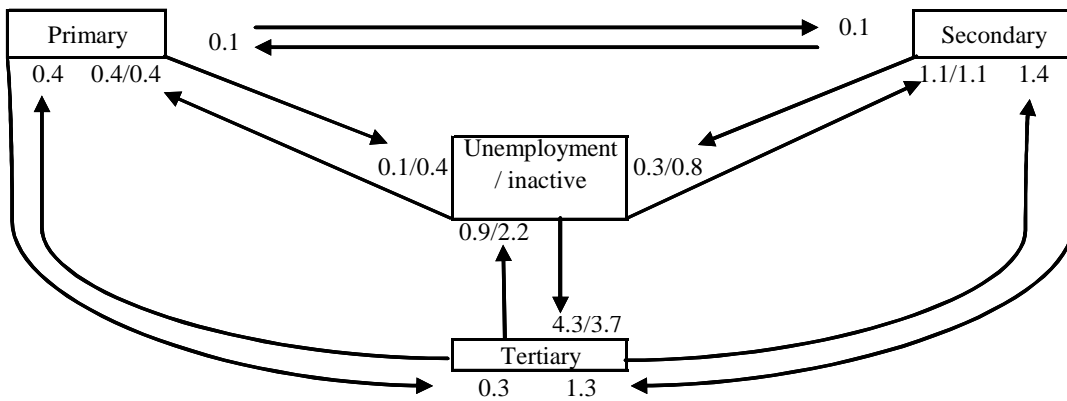 Primary
0.1
0.1
Secondary
0.4 0.4/0.4
1.1/1.1 1.4
Unemployment
/ inactive
0.1/0.4
0.3/0.8
0.9/2.2
4.3/3.7
Tertiary
0.3 1.3